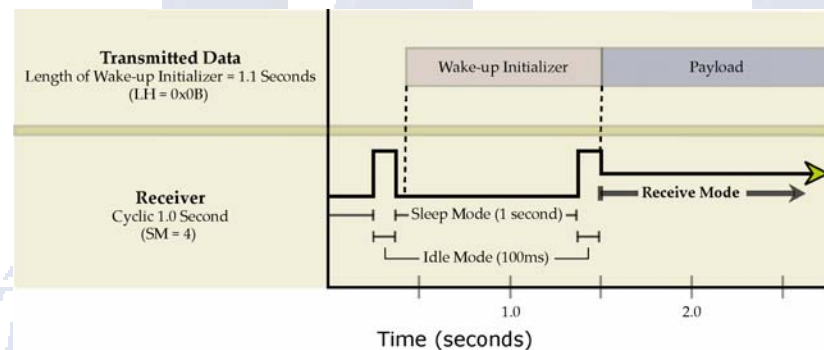 Transmitted Data
Length of Wake-up Initializer = 1.1 Seconds
(LH = 0x0B)
Wake-up Initializer
Payload
Receiver
Cyclic 1.0 Second
(SM = 4)
Sleep Mode (1 second)
Receive Mode
Idle Mode (100ms)
1.0
2.0
Time (seconds)